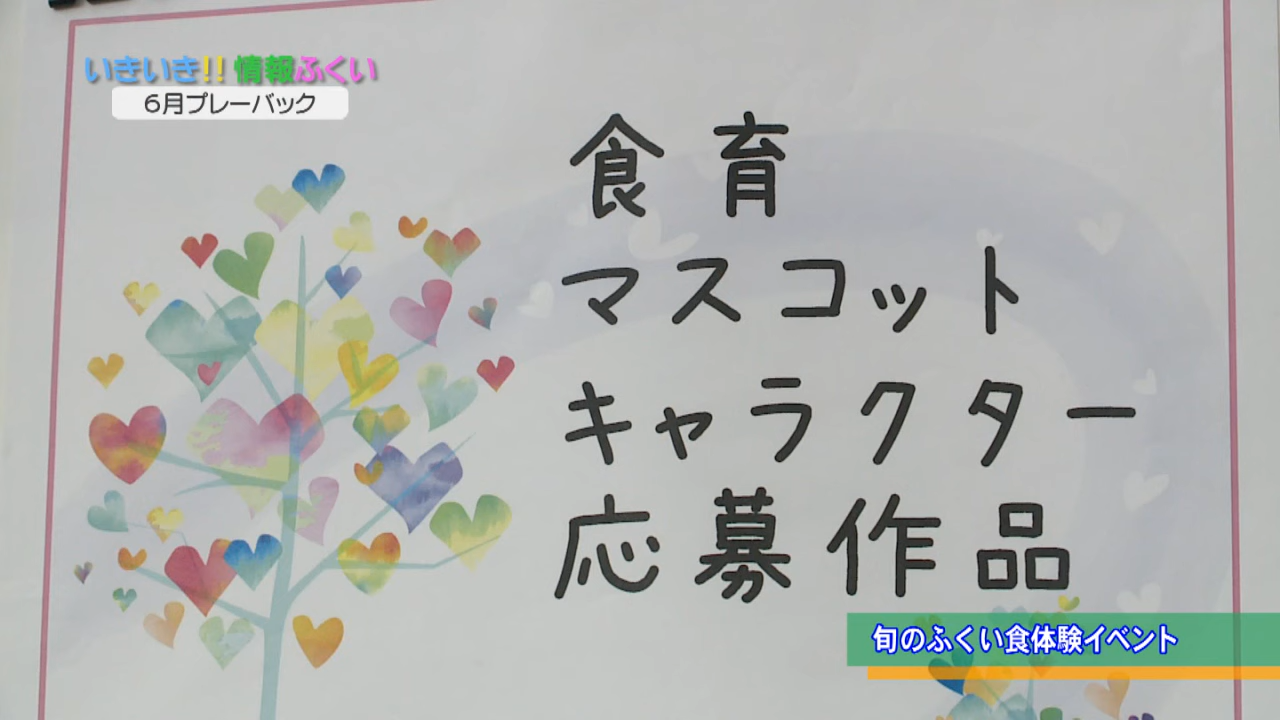 いきいき!! 情報ふくい
6月プレーバック
食育
マスコット
キャラクター
応募作品
旬のふくい食体験イベント